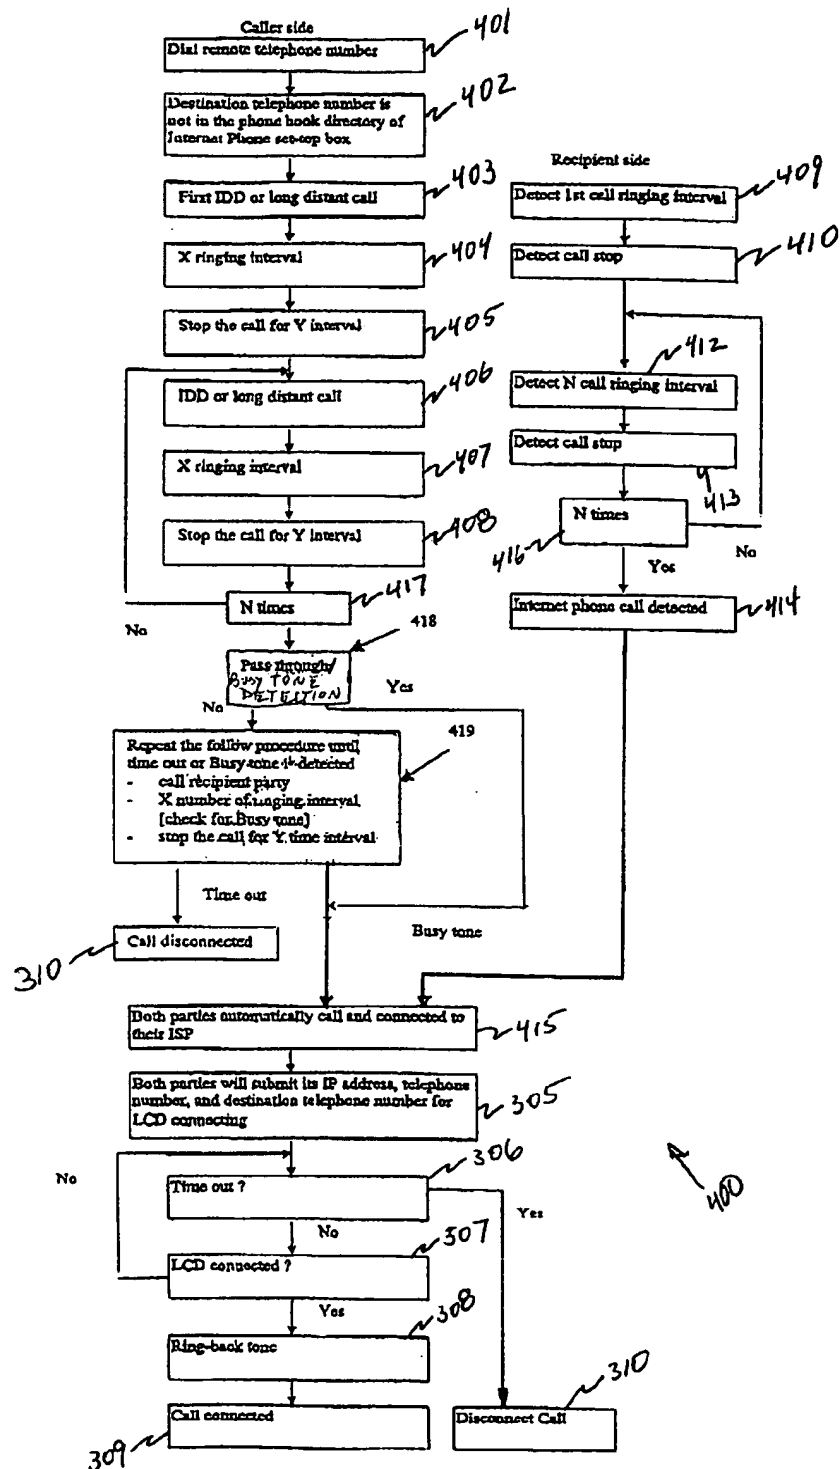 Caller side
Dial remote telephone number
401
Destination telephone number is
not in the phone book directory of
Internet Phone set-top box
402
First IDD or long distant call
403
X ringing interval
404
Stop the call for Y interval
405
IDD or long distant call
406
X ringing interval
407
Stop the call for Y interval
408
N times
417
No
Pass through/
BUSY TONE
DETECTION
418
Yes
No
Repeat the follow procedure until
time out or Busy tone is detected
- call recipient party
- X number of ringing interval
[check for Busy tone]
- stop the call for Y time interval
419
Time out
Call disconnected
310
Busy tone
Recipient side
Detect 1st call ringing interval
409
Detect call stop
410
412
Detect N call ringing interval
Detect call stop
413
N times
416
No
Yes
Internet phone call detected
414
Both parties automatically call and connected to
their ISP
415
Both parties will submit its IP address, telephone
number, and destination telephone number for
LCD connecting
305
No
Time out ?
306
Yes
No
LCD connected ?
307
Yes
Ring-back tone
308
Call connected
309
Disconnect Call
310
400